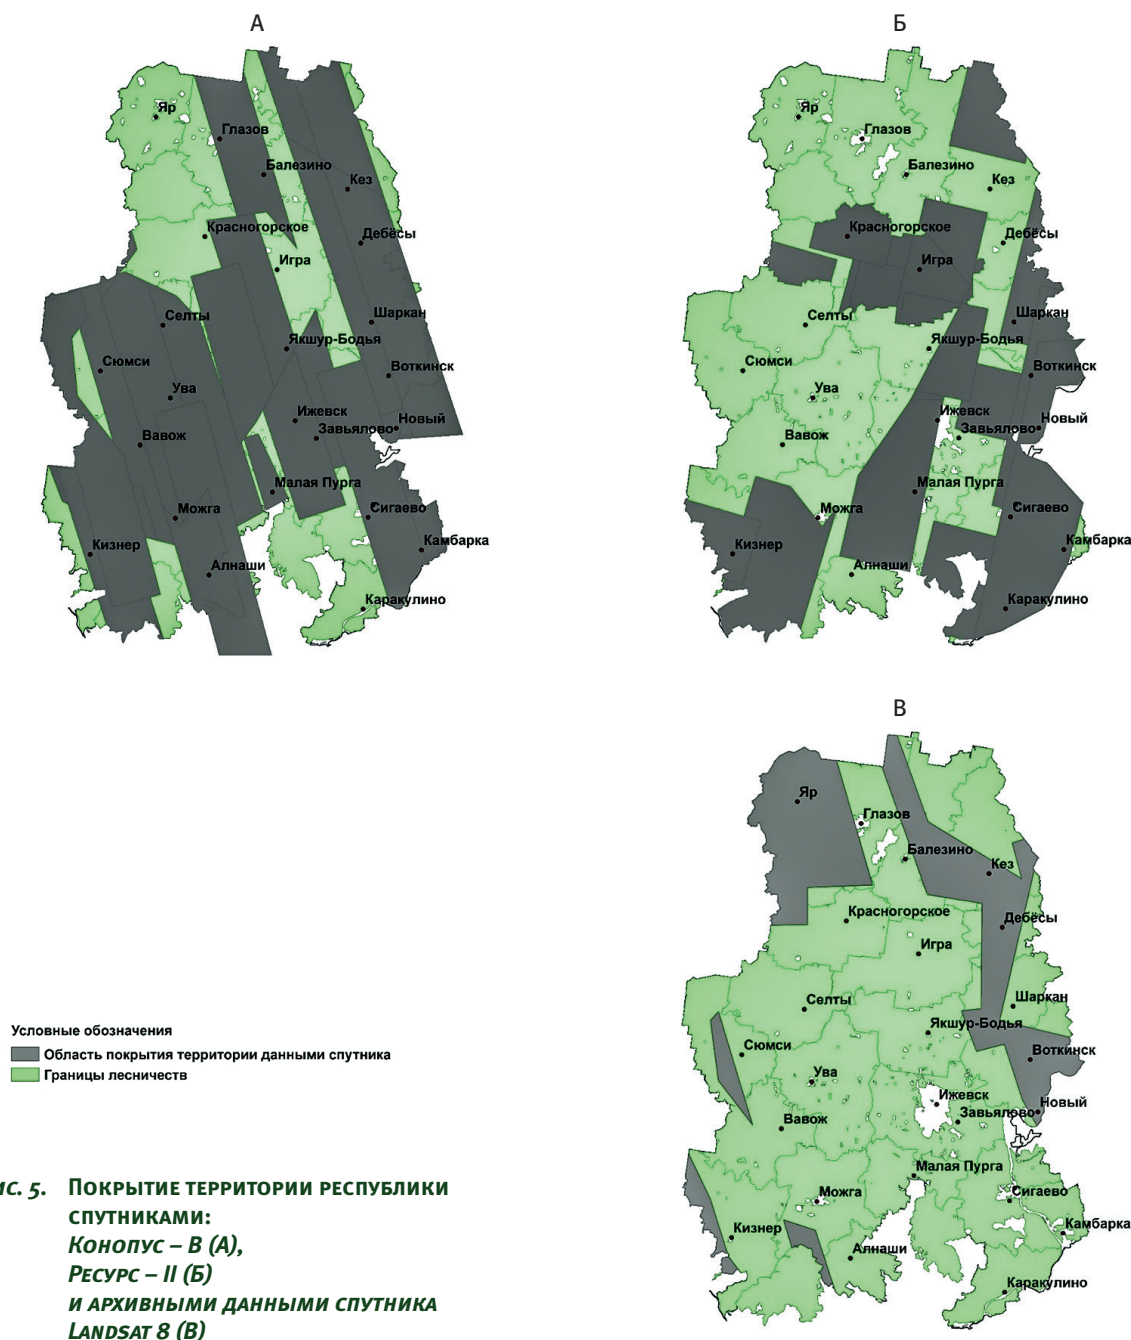 А
Яр
Глазов
Балезино
Кез
Красногорское
Дебёсы
Игра
Селты
Шаркан
Якшур-Бодья
Сюмси
Воткинск
Ува
Ижевск
Новый
Завьялово
Вавож
Малая Пурга
Можга
Сигаево
Кизнер
Камбарка
Алнаши
Каракулино
Б
Яр
Глазов
Балезино
Кез
Красногорское
Дебёсы
Игра
Селты
Шаркан
Якшур-Бодья
Сюмси
Воткинск
Ува
Ижевск
Новый
Завьялово
Вавож
Малая Пурга
Можга
Сигаево
Кизнер
Камбарка
Алнаши
Каракулино
В
Яр
Глазов
Балезино
Кез
Красногорское
Дебёсы
Игра
Селты
Шаркан
Якшур-Бодья
Сюмси
Воткинск
Ува
Ижевск
Новый
Завьялово
Вавож
Малая Пурга
Можга
Сигаево
Кизнер
Камбарка
Алнаши
Каракулино
Условные обозначения
Область покрытия территории данными спутника
Границы лесничеств
ис. 5. Покрытие территории республики
спутниками:
Конопус – В (А),
Ресурс – II (Б)
и архивными данными спутника
Landsat 8 (В)